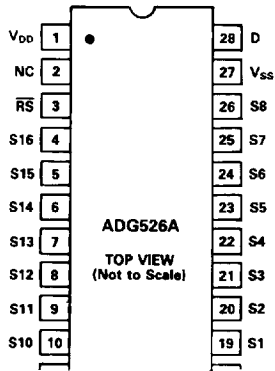 VDD 1 28 D
NC 2 27 VSS
RS 3 26 S8
S16 4 25 S7
S15 5 24 S6
S14 6 23 S5
S13 7 ADG526A 22 S4
S12 8 TOP VIEW 21 S3
(Not to Scale)
S11 9 20 S2
S10 10 19 S1